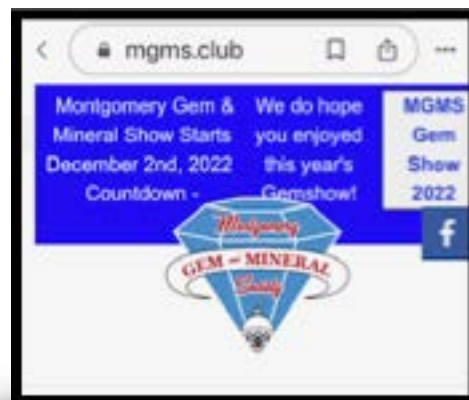 mgms.club
Montgomery Gem &
Mineral Show Starts
December 2nd, 2022
Countdown -
We do hope
you enjoyed
this year's
Gemshow!
MGMS
Gem
Show
2022
f
Montgomery
GEM - MINERAL
Society